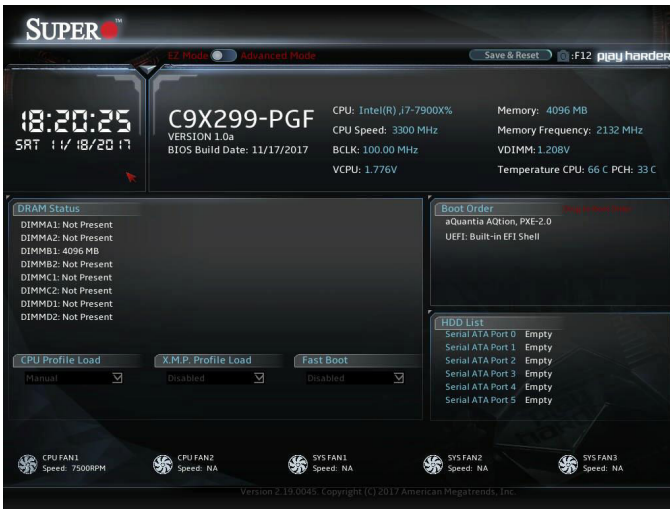 SUPER
TM
EZ Mode Advanced Mode
Save & Reset :F12 play harder
18:20:25
SAT 11/18/2017
C9X299-PGF
VERSION 1.0a
BIOS Build Date: 11/17/2017
CPU: Intel(R) ,i7-7900X%
CPU Speed: 3300 MHz
BCLK: 100.00 MHz
VCPU: 1.776V
Memory: 4096 MB
Memory Frequency: 2132 MHz
VDIMM: 1.208V
Temperature CPU: 66 C PCH: 33 C
DRAM Status
DIMMA1: Not Present
DIMMA2: Not Present
DIMMB1: 4096 MB
DIMMB2: Not Present
DIMMC1: Not Present
DIMMC2: Not Present
DIMMD1: Not Present
DIMMD2: Not Present
CPU Profile Load
Manual
X.M.P. Profile Load
Disabled
Fast Boot
Disabled
Boot Order
aQuantia AQtion, PXE-2.0
UEFI: Built-in EFI Shell
HDD List
Serial ATA Port 0 Empty
Serial ATA Port 1 Empty
Serial ATA Port 2 Empty
Serial ATA Port 3 Empty
Serial ATA Port 4 Empty
Serial ATA Port 5 Empty
CPU FAN1
Speed: 7500RPM
CPU FAN2
Speed: NA
SYS FAN1
Speed: NA
SYS FAN2
Speed: NA
SYS FAN3
Speed: NA
Version 2.19.0045. Copyright (C) 2017 American Megatrends, Inc.